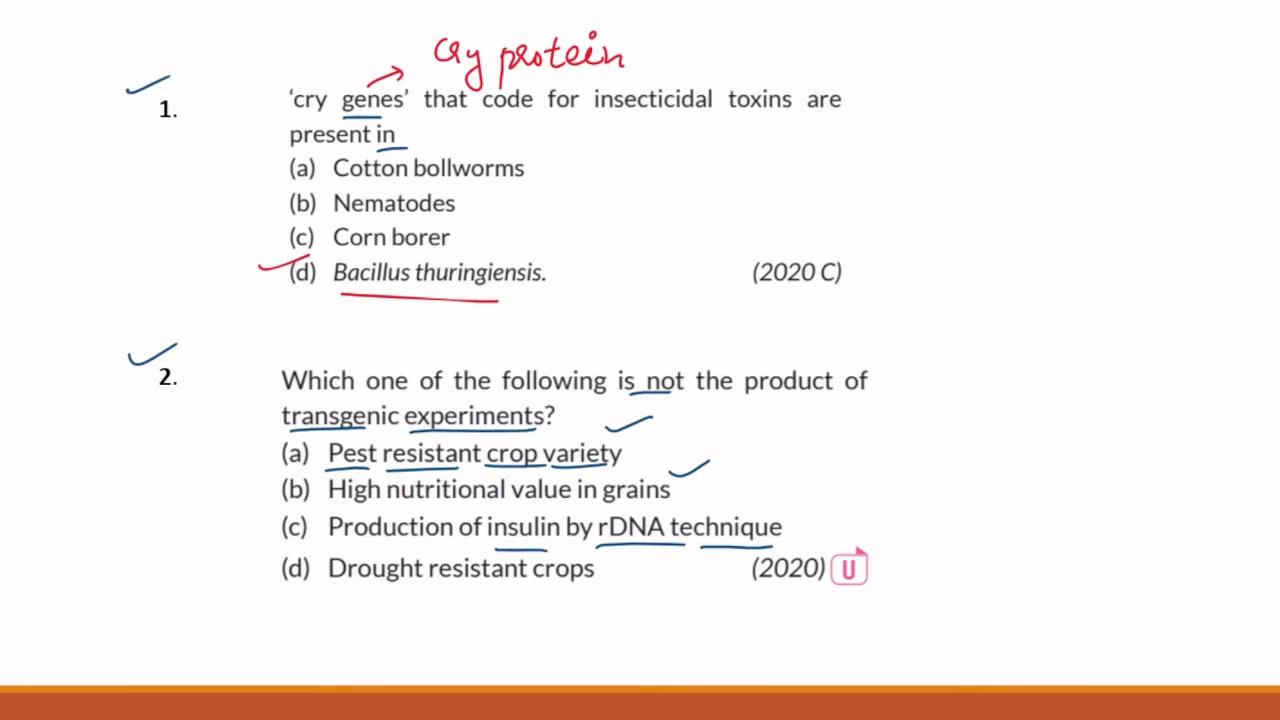 Cry protein
1. 'cry genes' that code for insecticidal toxins are
present in
(a) Cotton bollworms
(b) Nematodes
(c) Corn borer
(d) Bacillus thuringiensis. (2020 C)
2. Which one of the following is not the product of
transgenic experiments?
(a) Pest resistant crop variety
(b) High nutritional value in grains
(c) Production of insulin by rDNA technique
(d) Drought resistant crops (2020) U